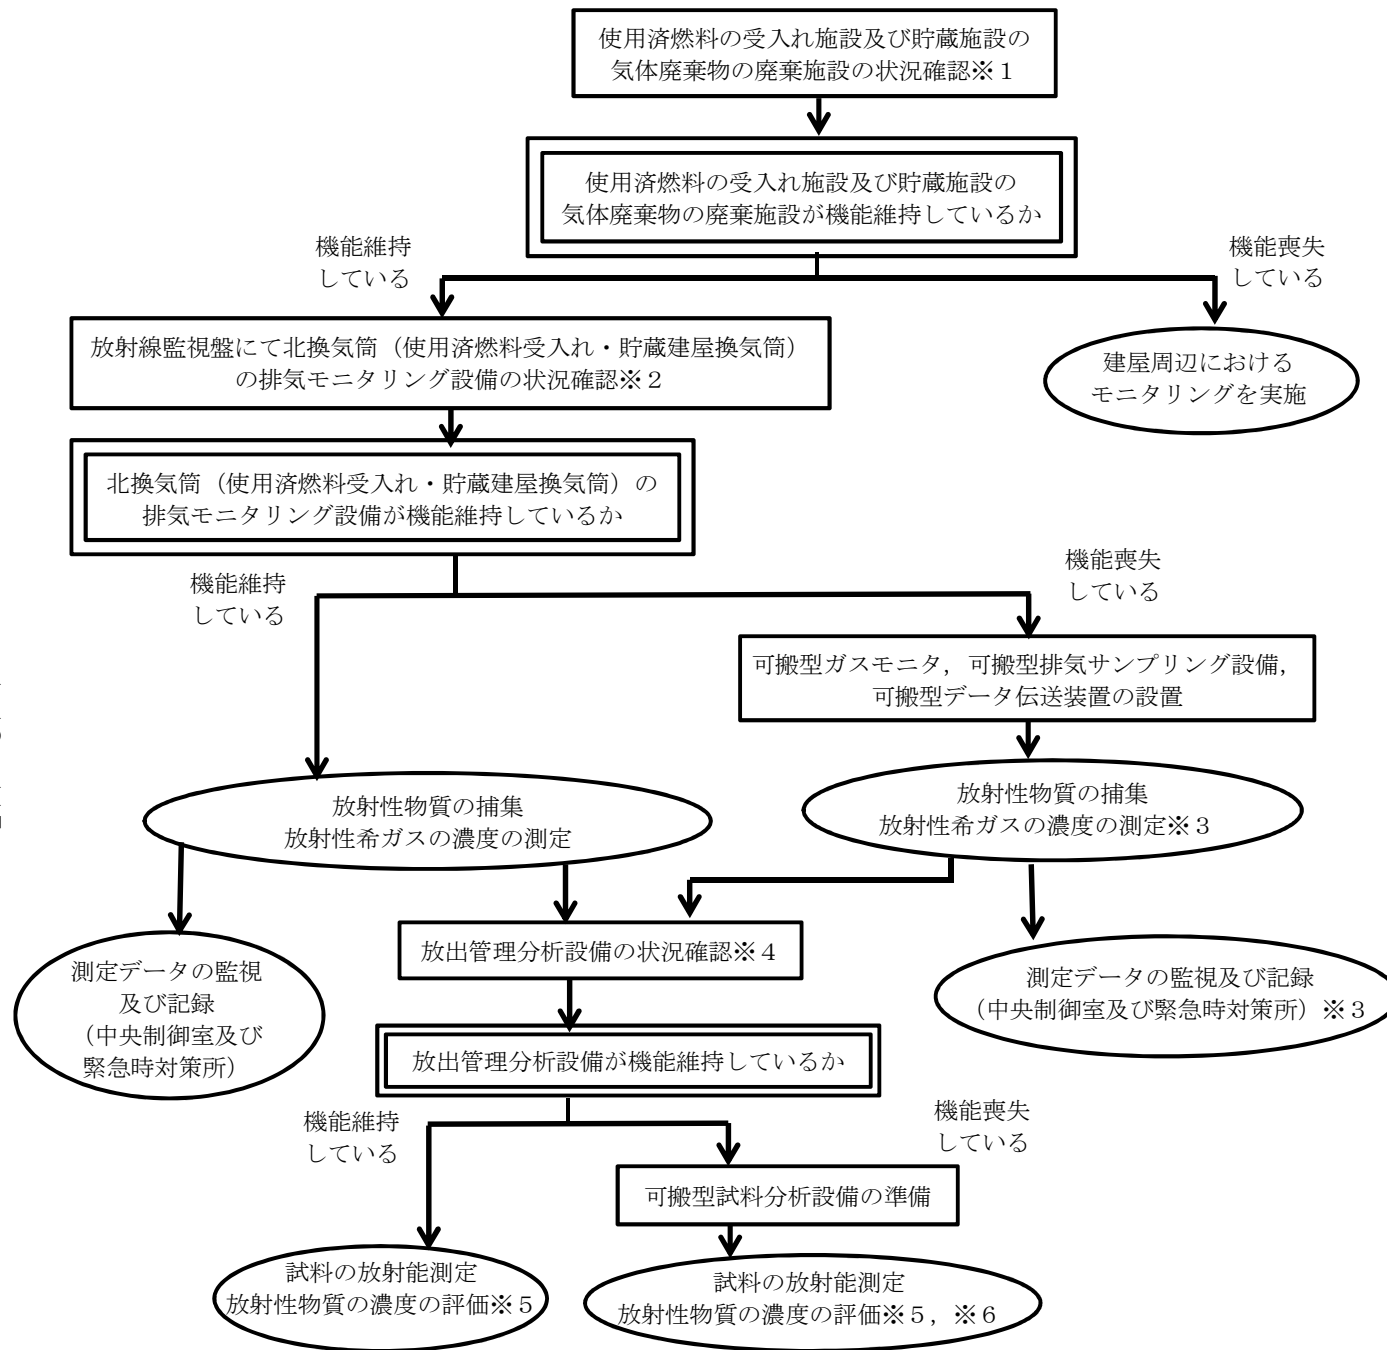 使用済燃料の受入れ施設及び貯蔵施設の
気体廃棄物の廃棄施設の状況確認※１
使用済燃料の受入れ施設及び貯蔵施設の
気体廃棄物の廃棄施設が機能維持しているか
機能維持
している
機能喪失
している
放射線監視盤にて北換気筒（使用済燃料受入れ・貯蔵建屋換気筒）
の排気モニタリング設備の状況確認※２
建屋周辺における
モニタリングを実施
北換気筒（使用済燃料受入れ・貯蔵建屋換気筒）の
排気モニタリング設備が機能維持しているか
機能維持
している
機能喪失
している
可搬型ガスモニタ，可搬型排気サンプリング設備，
可搬型データ伝送装置の設置
放射性物質の捕集
放射性希ガスの濃度の測定
放射性物質の捕集
放射性希ガスの濃度の測定※３
放出管理分析設備の状況確認※４
測定データの監視
及び記録
（中央制御室及び
緊急時対策所）
測定データの監視及び記録
（中央制御室及び緊急時対策所）※３
放出管理分析設備が機能維持しているか
機能維持
している
機能喪失
している
可搬型試料分析設備の準備
試料の放射能測定
放射性物質の濃度の評価※５
試料の放射能測定
放射性物質の濃度の評価※５，※６